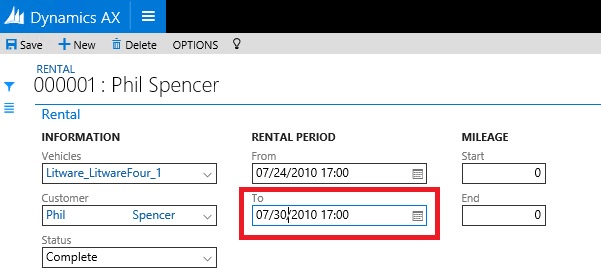 Dynamics AX
Save + New Delete OPTIONS
RENTAL
000001 : Phil Spencer
Rental
INFORMATION RENTAL PERIOD MILEAGE
Vehicles From Start
Litware_LitwareFour_1 07/24/2010 17:00 0
Customer To End
Phil Spencer 07/30/2010 17:00 0
Status
Complete